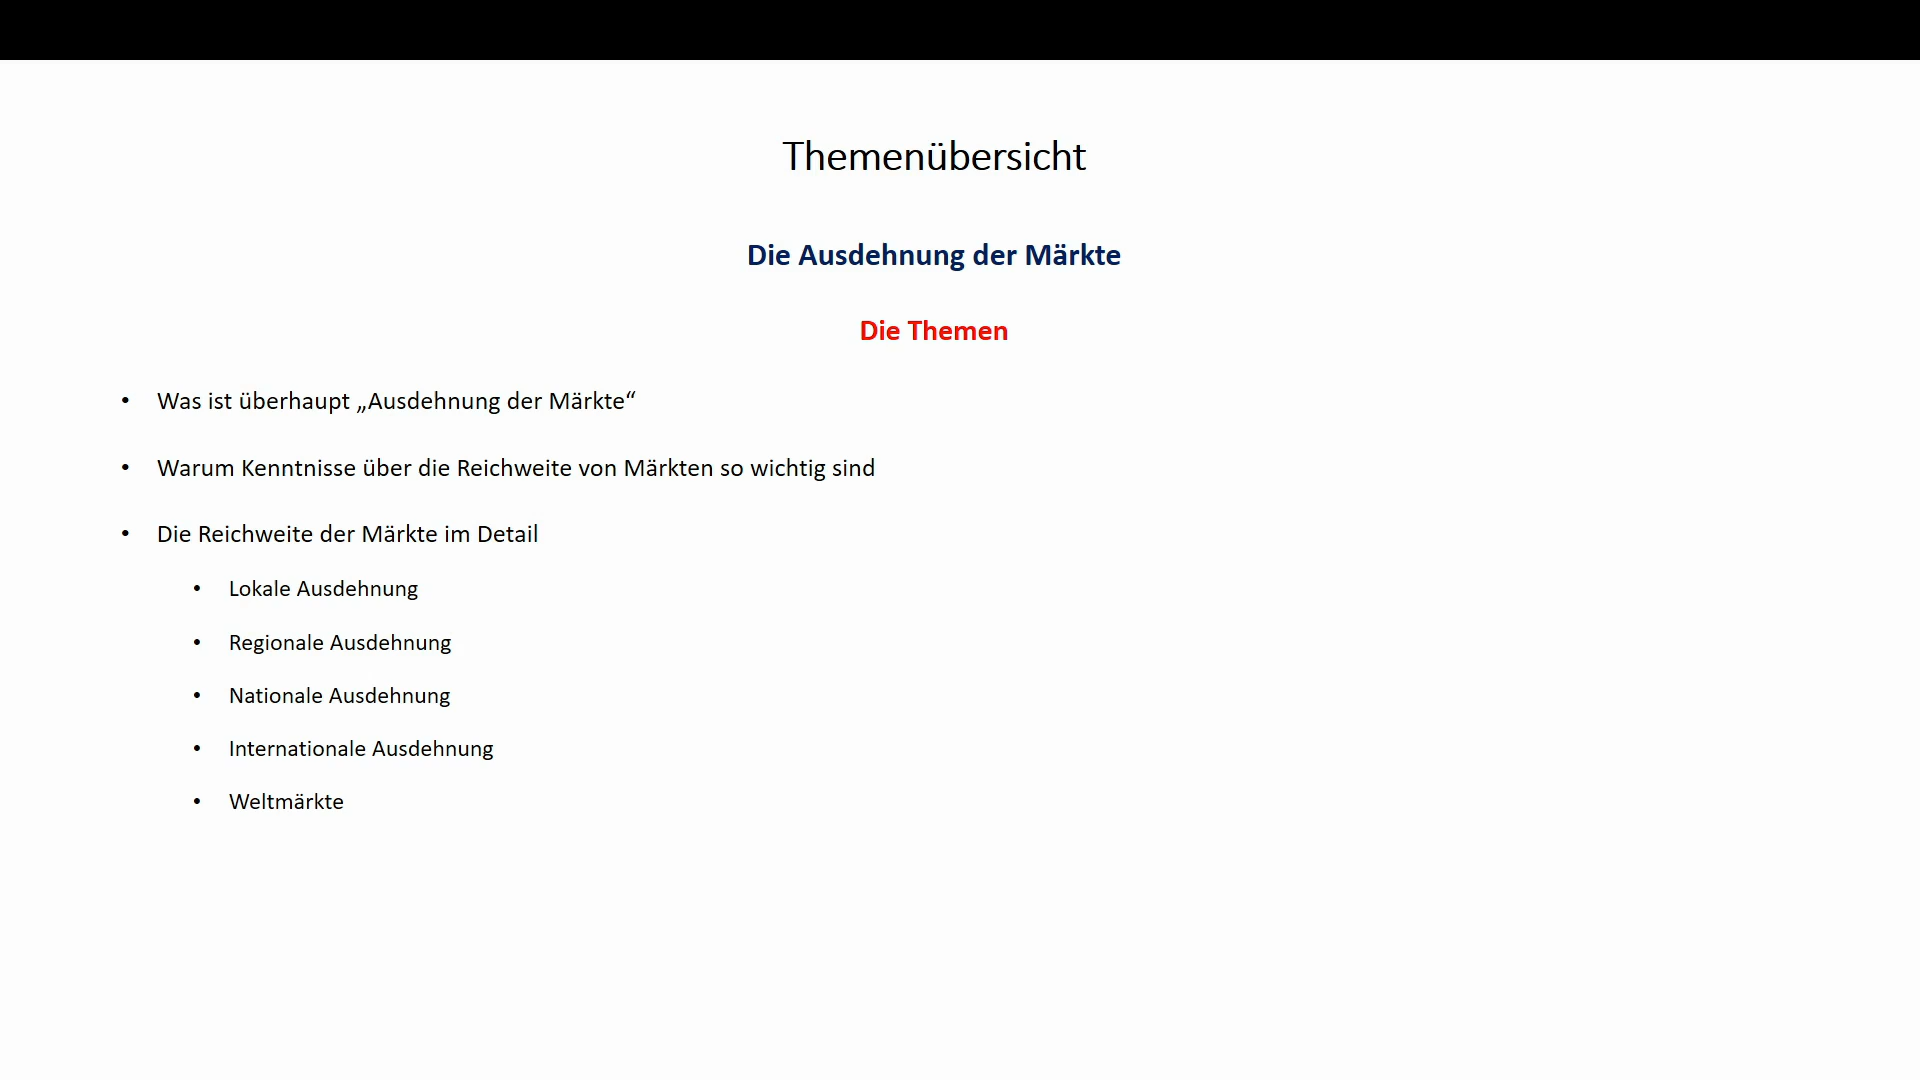 Themenübersicht
Die Ausdehnung der Märkte
Die Themen
• Was ist überhaupt „Ausdehnung der Märkte“
• Warum Kenntnisse über die Reichweite von Märkten so wichtig sind
• Die Reichweite der Märkte im Detail
• Lokale Ausdehnung
• Regionale Ausdehnung
• Nationale Ausdehnung
• Internationale Ausdehnung
• Weltmärkte